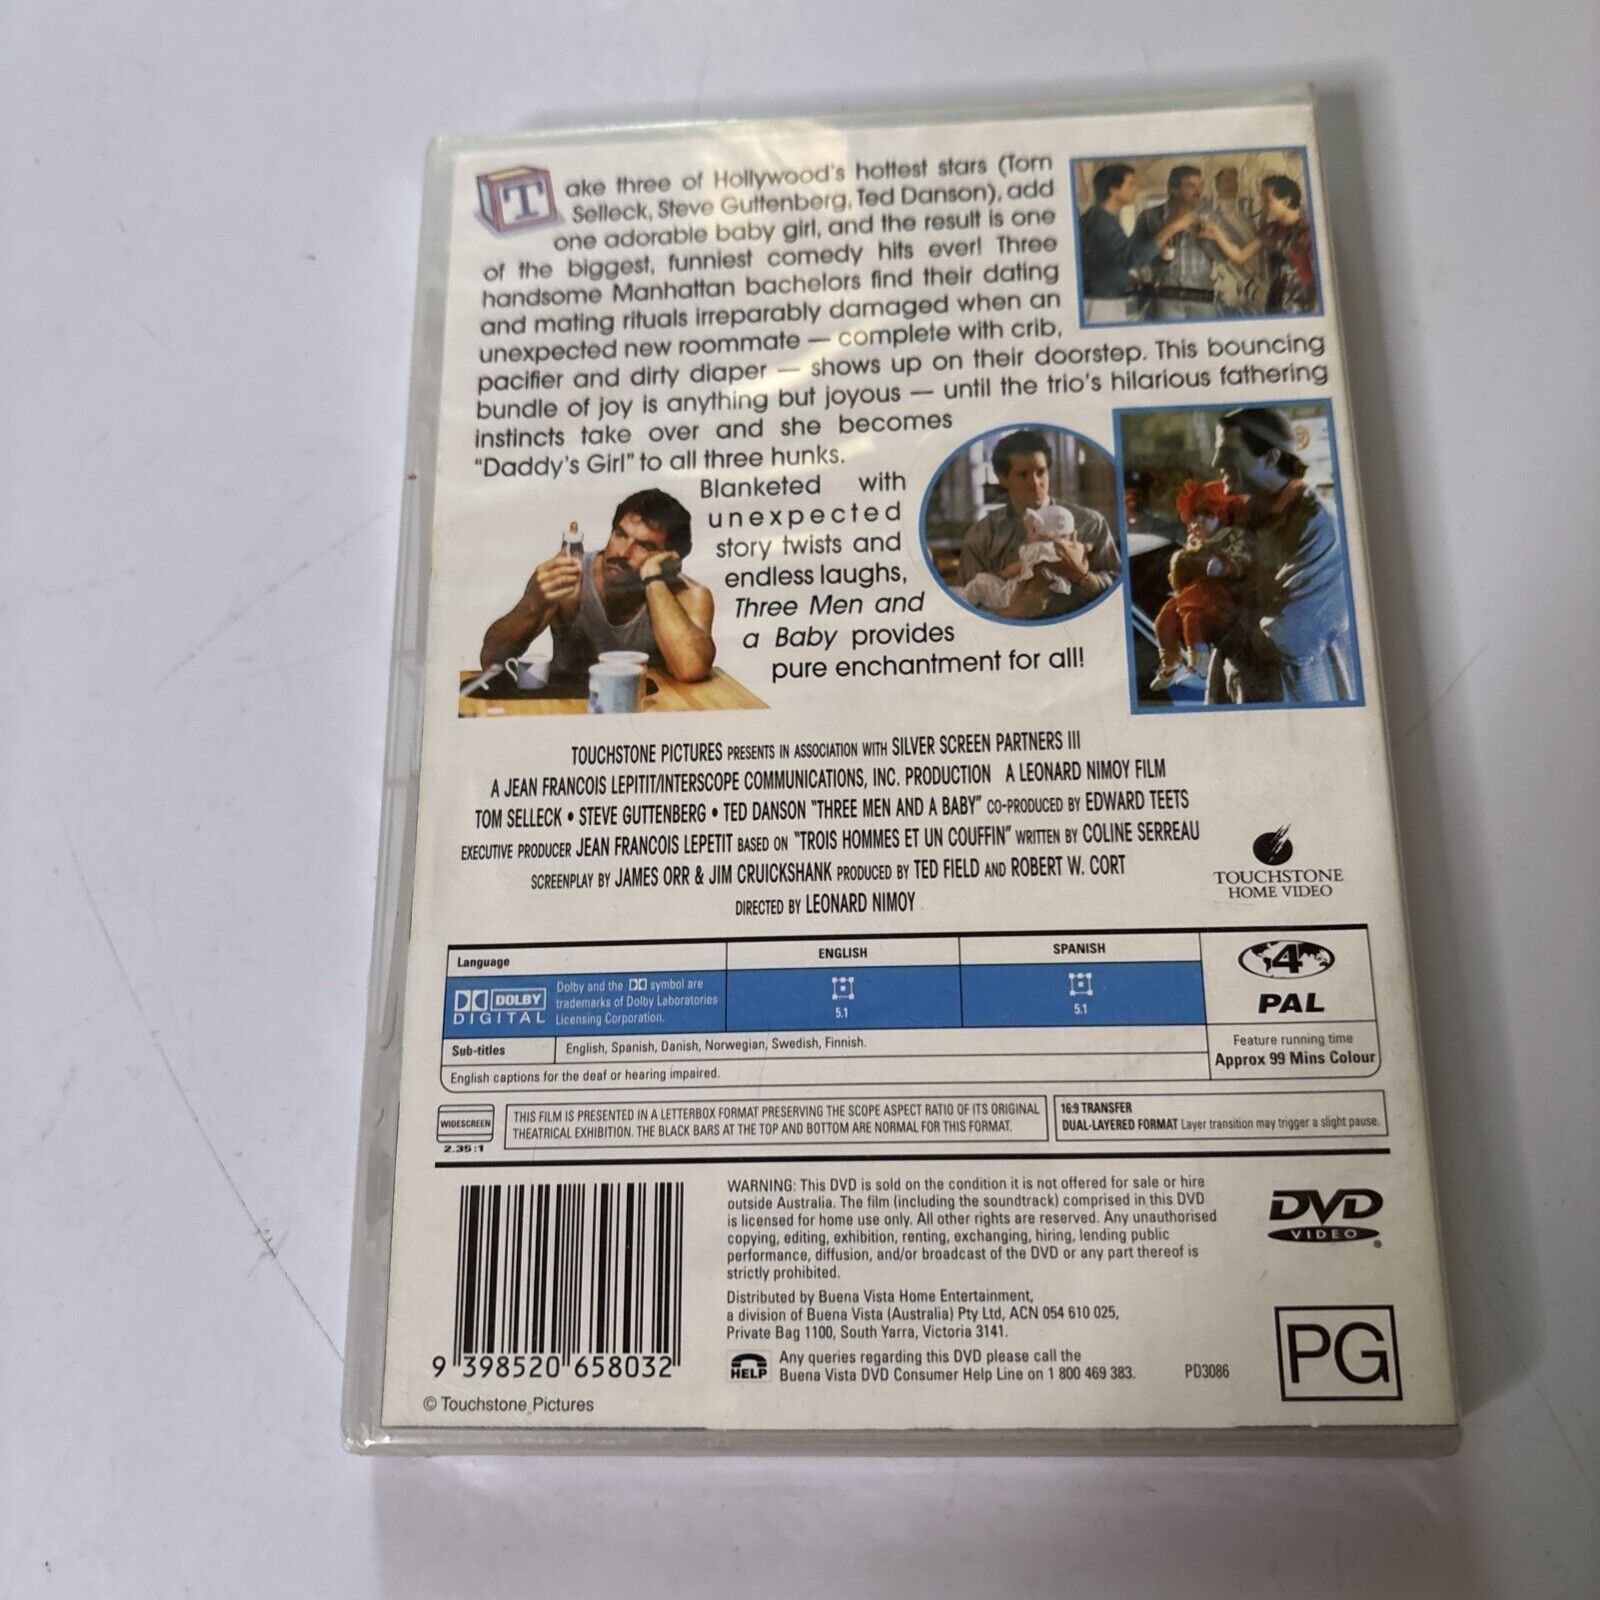 T ake three of Hollywood's hottest stars (Tom
Selleck, Steve Guttenberg, Ted Danson), add
one adorable baby girl, and the result is one
of the biggest, funniest comedy hits ever! Three
handsome Manhattan bachelors find their dating
and mating rituals irreparably damaged when an
unexpected new roommate — complete with crib,
pacifier and dirty diaper — shows up on their doorstep. This bouncing
bundle of joy is anything but joyous — until the trio's hilarious fathering
instincts take over and she becomes
"Daddy's Girl" to all three hunks.
Blanketed with
unexpected
story twists and
endless laughs,
Three Men and
a Baby provides
pure enchantment for all!
TOUCHSTONE PICTURES PRESENTS IN ASSOCIATION WITH SILVER SCREEN PARTNERS III
A JEAN FRANCOIS LEPITIT/INTERSCOPE COMMUNICATIONS, INC. PRODUCTION A LEONARD NIMOY FILM
TOM SELLECK • STEVE GUTTENBERG • TED DANSON "THREE MEN AND A BABY" CO-PRODUCED BY EDWARD TEETS
EXECUTIVE PRODUCER JEAN FRANCOIS LEPETIT BASED ON "TROIS HOMMES ET UN COUFFIN" WRITTEN BY COLINE SERREAU
SCREENPLAY BY JAMES ORR & JIM CRUICKSHANK PRODUCED BY TED FIELD AND ROBERT W. CORT
DIRECTED BY LEONARD NIMOY
TOUCHSTONE
HOME VIDEO
Language ENGLISH SPANISH
DOLBY
DIGITAL
Dolby and the DD symbol are
trademarks of Dolby Laboratories
Licensing Corporation.
5.1 5.1
4
PAL
Sub-titles English, Spanish, Danish, Norwegian, Swedish, Finnish.
English captions for the deaf or hearing impaired.
Feature running time
Approx 99 Mins Colour
WIDESCREEN
2.35:1
THIS FILM IS PRESENTED IN A LETTERBOX FORMAT PRESERVING THE SCOPE ASPECT RATIO OF ITS ORIGINAL
THEATRICAL EXHIBITION. THE BLACK BARS AT THE TOP AND BOTTOM ARE NORMAL FOR THIS FORMAT.
16:9 TRANSFER
DUAL-LAYERED FORMAT Layer transition may trigger a slight pause.
WARNING: This DVD is sold on the condition it is not offered for sale or hire
outside Australia. The film (including the soundtrack) comprised in this DVD
is licensed for home use only. All other rights are reserved. Any unauthorised
copying, editing, exhibition, renting, exchanging, hiring, lending public
performance, diffusion, and/or broadcast of the DVD or any part thereof is
strictly prohibited.
Distributed by Buena Vista Home Entertainment,
a division of Buena Vista (Australia) Pty Ltd, ACN 054 610 025,
Private Bag 1100, South Yarra, Victoria 3141.
HELP
Any queries regarding this DVD please call the
Buena Vista DVD Consumer Help Line on 1 800 469 383.
PD3086
DVD
VIDEO
PG
9 398520 658032
© Touchstone Pictures